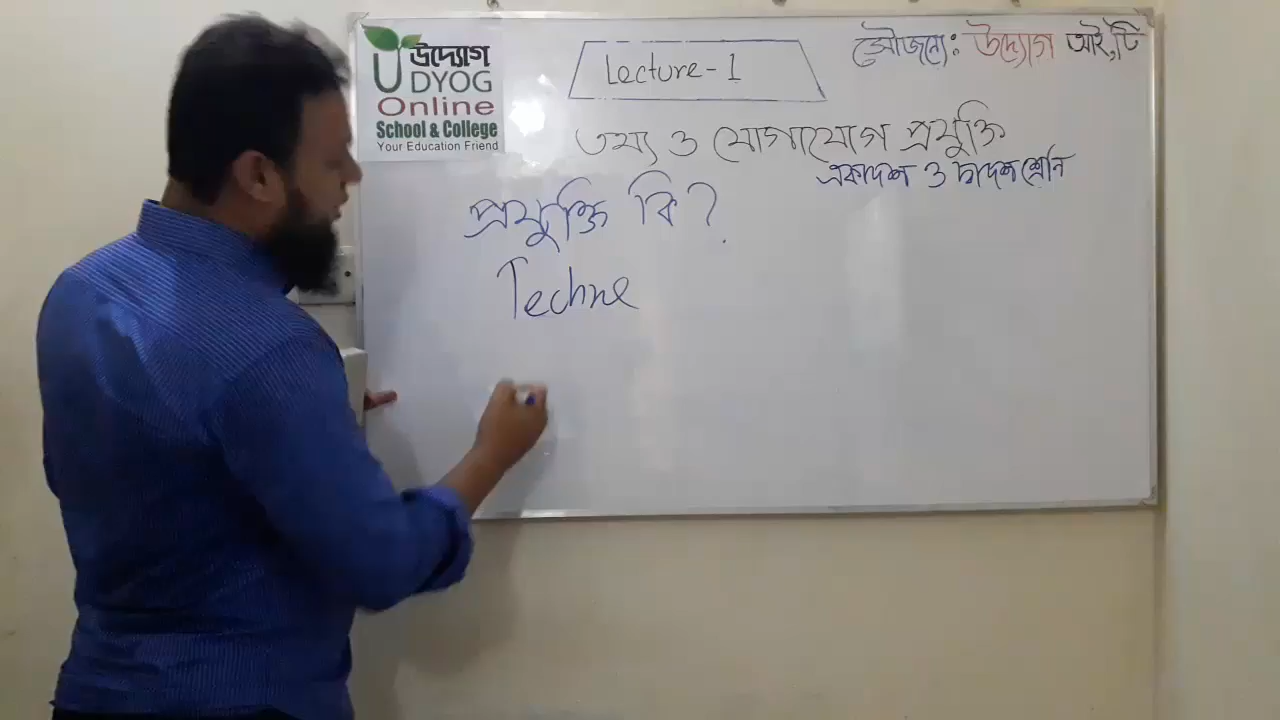 উদ্যোগ
UDYOG
Online
School & College
Your Education Friend
Lecture-1
সৌজন্যে: উদ্যোগ আই,টি
তথ্য ও যোগাযোগ প্রযুক্তি
একাদশ ও দ্বাদশ শ্রেনি
প্রযুক্তি কি?
Techne